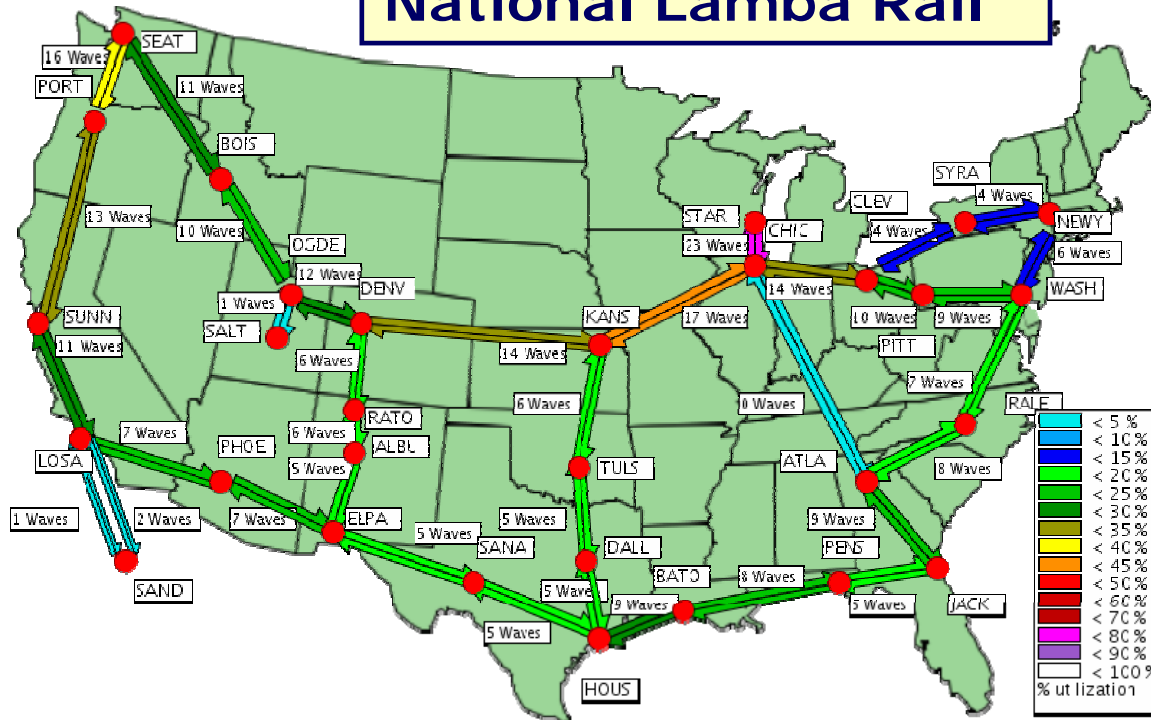 National Lamba Rail
SEAT
16 Waves
PORT
11 Waves
BOIS
SYRA
4 Waves
13 Waves
10 Waves
STAR
CLEV
CHIC
4 Waves
NEWY
OGDE
23 Waves
6 Waves
12 Waves
DENV
14 Waves
WASH
1 Waves
SUNN
SALT
KANS
17 Waves
10 Waves
9 Waves
11 Waves
6 Waves
14 Waves
PITT
7 Waves
6 Waves
0 Waves
RALE
7 Waves
RATO
6 Waves
PHOE
ALBU
LOSA
5 Waves
TULS
ATLA
8 Waves
1 Waves
2 Waves
7 Waves
ELPA
5 Waves
5 Waves
9 Waves
SANA
DALL
PENS
SAND
5 Waves
BATO
8 Waves
9 Waves
5 Waves
JACK
5 Waves
HOUS
< 5 %
< 10%
< 15%
< 20%
< 25%
< 30%
< 35%
< 40%
< 45%
< 50%
< 60%
< 70%
< 80%
< 90%
< 100%
% utilization